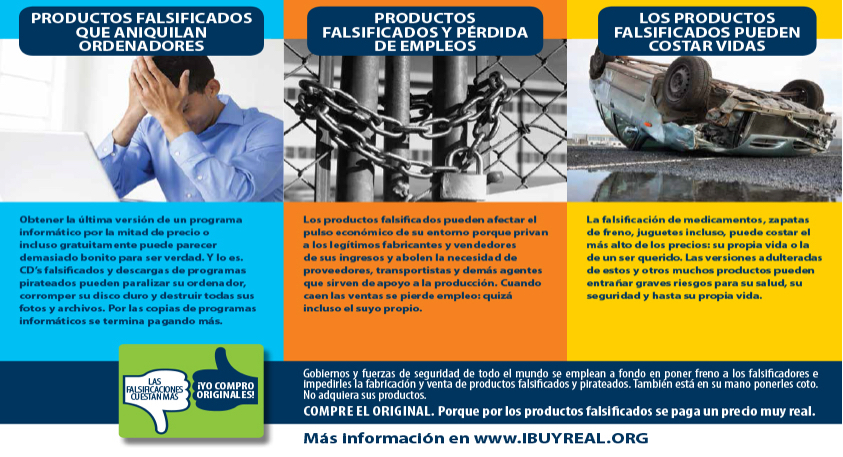 PRODUCTOS FALSIFICADOS
QUE ANIQUILAN
ORDENADORES
Obtener la última versión de un programa
informático por la mitad de precio o
incluso gratuitamente puede parecer
demasiado bonito para ser verdad. Y lo es.
CD's falsificados y descargas de programas
pirateados pueden paralizar su ordenador,
corromper su disco duro y destruir todas sus
fotos y archivos. Por las copias de programas
informáticos se termina pagando más.
PRODUCTOS
FALSIFICADOS Y PÉRDIDA
DE EMPLEOS
Los productos falsificados pueden afectar el
pulso económico de su entorno porque privan
a los legítimos fabricantes y vendedores
de sus ingresos y abolen la necesidad de
proveedores, transportistas y demás agentes
que sirven de apoyo a la producción. Cuando
caen las ventas se pierde empleo: quizá
incluso el suyo propio.
LOS PRODUCTOS
FALSIFICADOS PUEDEN
COSTAR VIDAS
La falsificación de medicamentos, zapatas
de freno, juguetes incluso, puede costar el
más alto de los precios: su propia vida o la
de un ser querido. Las versiones adulteradas
de estos y otros muchos productos pueden
entrañar graves riesgos para su salud, su
seguridad y hasta su propia vida.
LAS
FALSIFICACIONES
CUESTAN MÁS
¡YO COMPRO
ORIGINALES!
Gobiernos y fuerzas de seguridad de todo el mundo se emplean a fondo en poner freno a los falsificadores e
impedirles la fabricación y venta de productos falsificados y pirateados. También está en su mano ponerles coto.
No adquiera sus productos.
COMPRE EL ORIGINAL. Porque por los productos falsificados se paga un precio muy real.
Más información en www.IBUYREAL.ORG